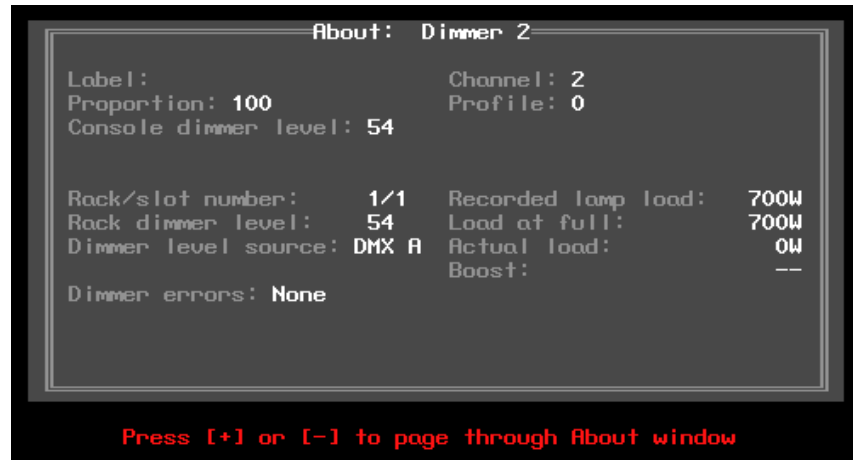 About: Dimmer 2
Label: Channel: 2
Proportion: 100 Profile: 0
Console dimmer level: 54
Rack/slot number: 1/1 Recorded lamp load: 700W
Rack dimmer level: 54 Load at full: 700W
Dimmer level source: DMX A Actual load: 0W
Boost: --
Dimmer errors: None
Press [+] or [-] to page through About window